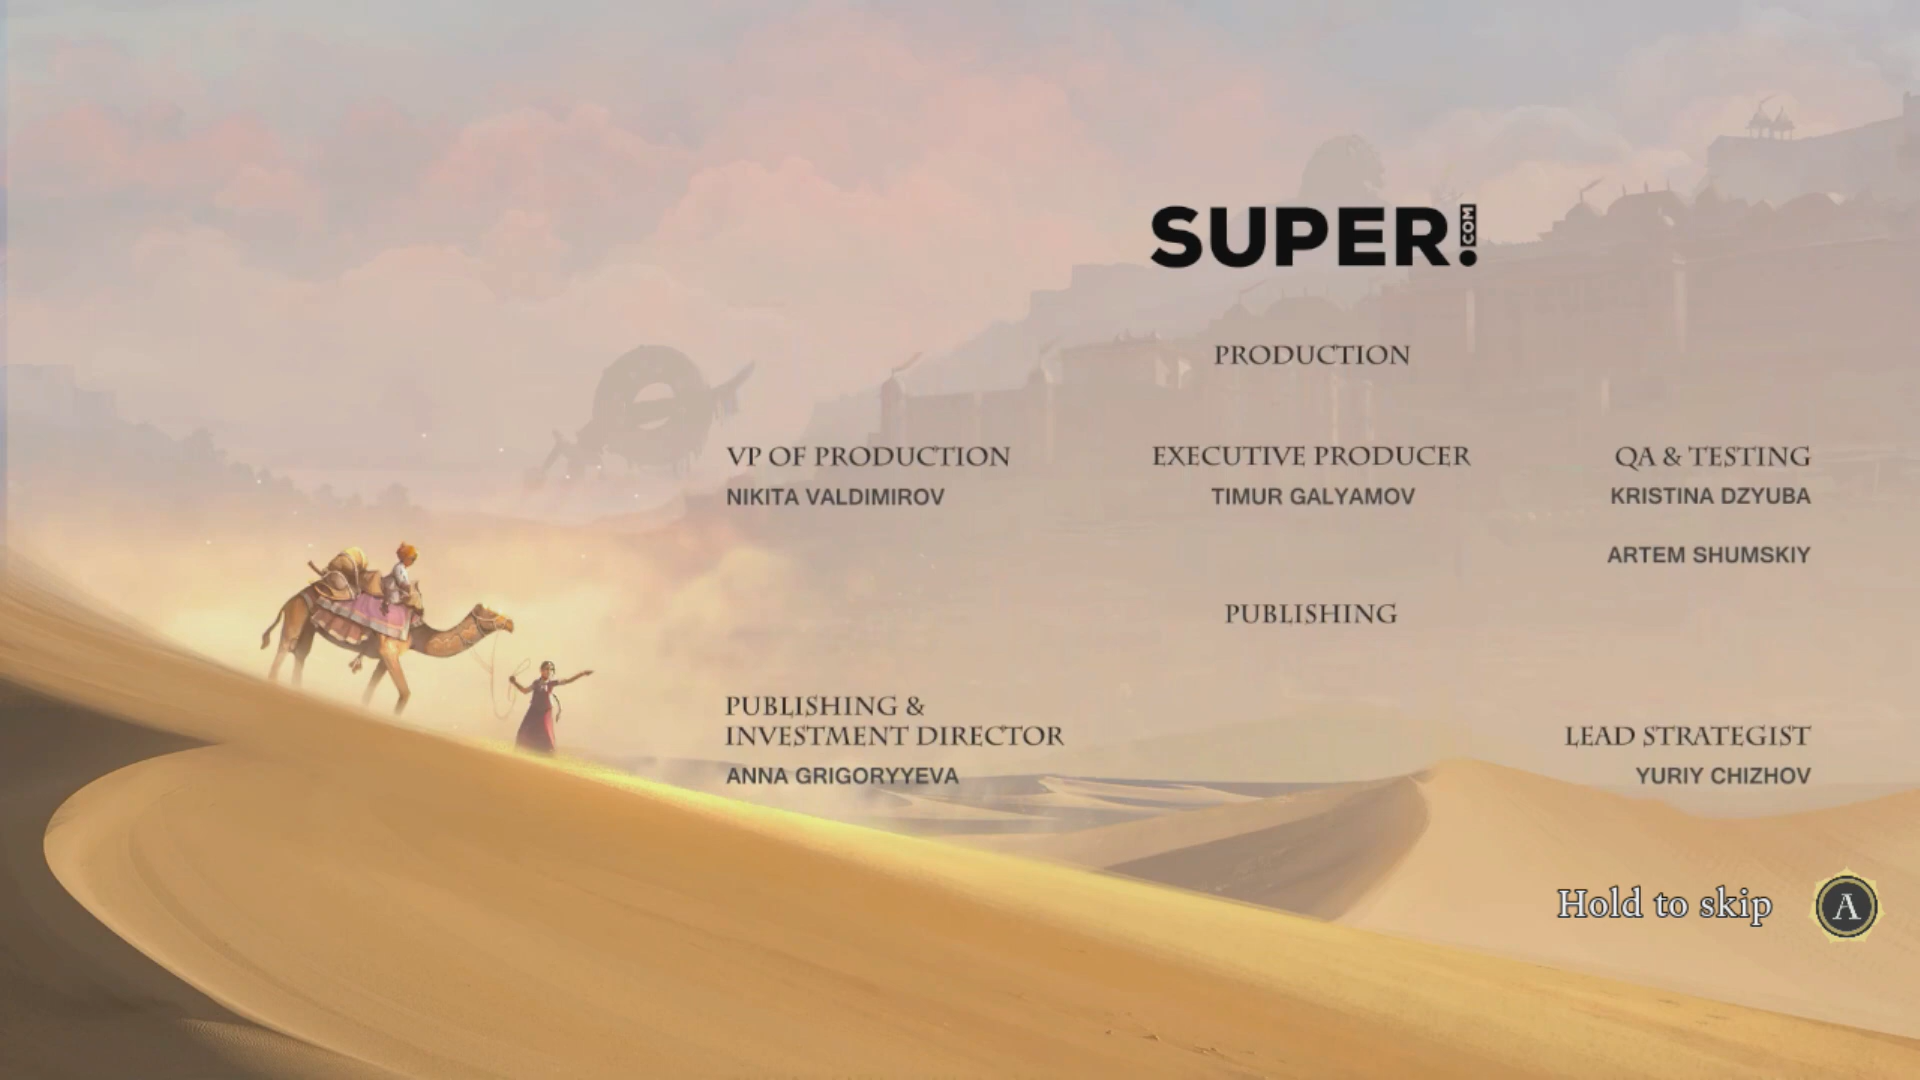 SUPER!COM
PRODUCTION
VP OF PRODUCTION
NIKITA VALDIMIROV
EXECUTIVE PRODUCER
TIMUR GALYAMOV
QA & TESTING
KRISTINA DZYUBA
ARTEM SHUMSKIY
PUBLISHING
PUBLISHING &
INVESTMENT DIRECTOR
ANNA GRIGORYYEVA
LEAD STRATEGIST
YURIY CHIZHOV
Hold to skip A